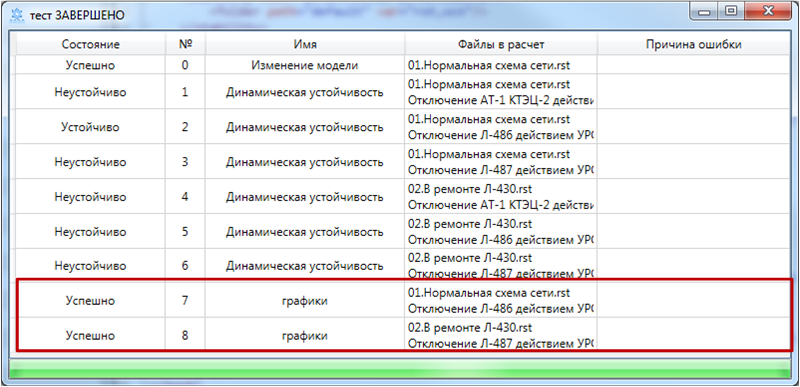 тест ЗАВЕРШЕНО
Состояние № Имя Файлы в расчет Причина ошибки
Успешно 0 Изменение модели 01.Нормальная схема сети.rst
Неустойчиво 1 Динамическая устойчивость 01.Нормальная схема сети.rst
Отключение АТ-1 КТЭЦ-2 действи
Устойчиво 2 Динамическая устойчивость 01.Нормальная схема сети.rst
Отключение Л-486 действием УРО
Неустойчиво 3 Динамическая устойчивость 01.Нормальная схема сети.rst
Отключение Л-487 действием УРО
Неустойчиво 4 Динамическая устойчивость 02.В ремонте Л-430.rst
Отключение АТ-1 КТЭЦ-2 действи
Неустойчиво 5 Динамическая устойчивость 02.В ремонте Л-430.rst
Отключение Л-486 действием УРО
Неустойчиво 6 Динамическая устойчивость 02.В ремонте Л-430.rst
Отключение Л-487 действием УРО
Успешно 7 графики 01.Нормальная схема сети.rst
Отключение Л-486 действием УРО
Успешно 8 графики 02.В ремонте Л-430.rst
Отключение Л-487 действием УРО